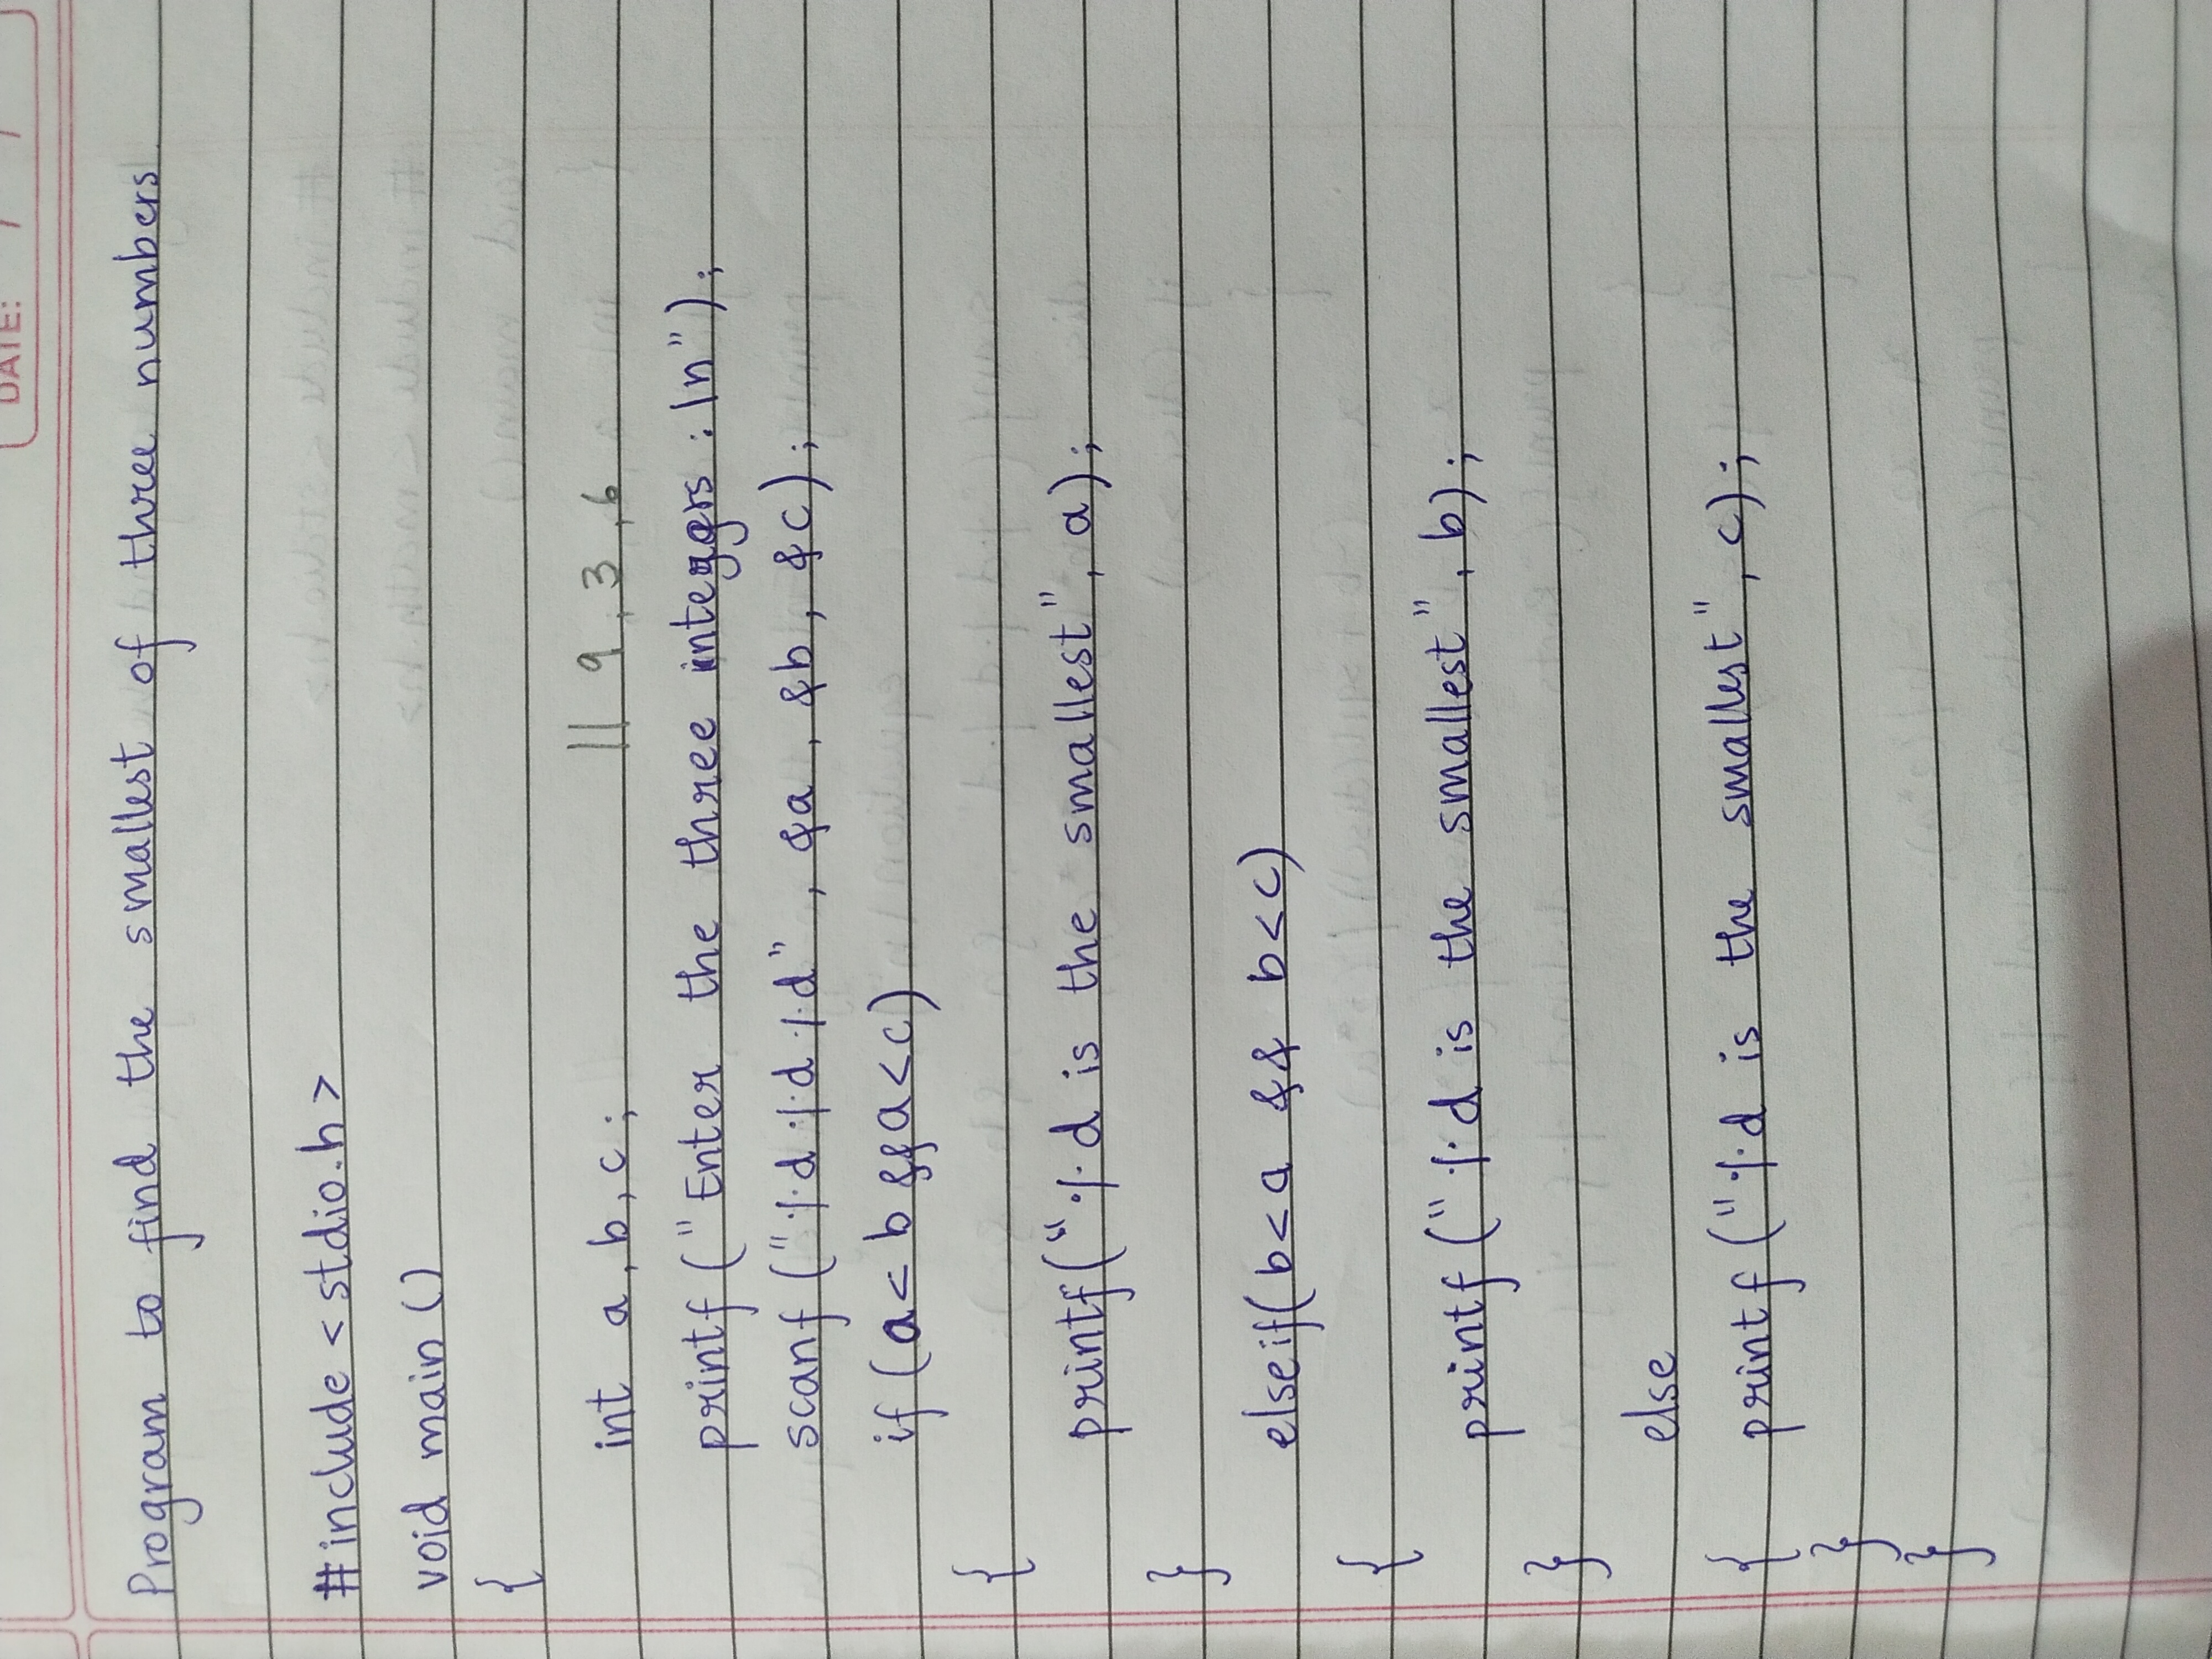 DATE: / /
Program to find the smallest of three numbers
#include <stdio.h>
void main ()
{
int a, b, c; || 9, 3, 6
printf ("Enter the three integers : \n");
scanf ("%d %d %d", &a, &b, &c);
if (a< b &&a<c)
{
printf("%d is the smallest", a);
}
elseif( b<a && b<c)
{
printf ("%d is the smallest", b);
}
else
{ printf ("%d is the smallest", c);
}
}